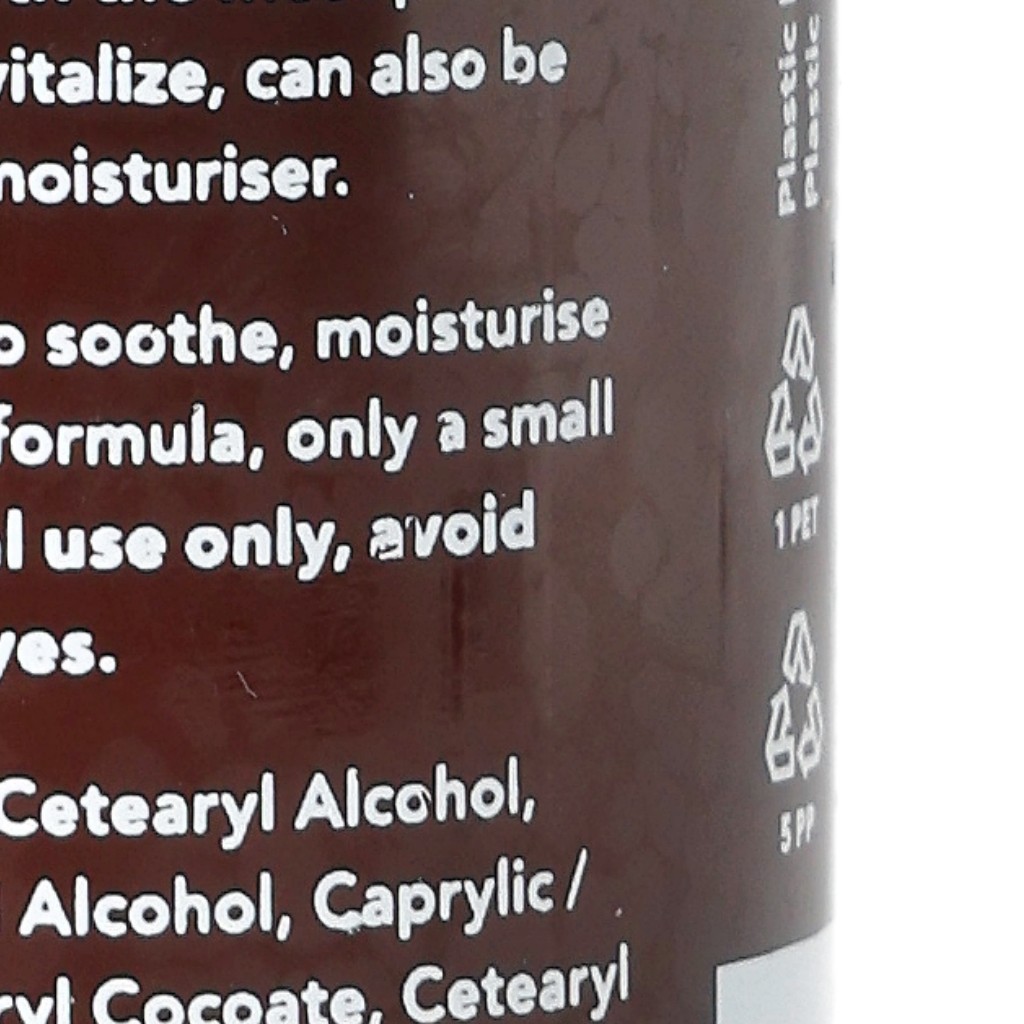 vitalize, can also be
moisturiser.
soothe, moisturise
formula, only a small
use only, avoid
yes.
Cetearyl Alcohol,
Alcohol, Caprylic /
Cocoate, Cetearyl
Plastic
Plastic
1 PET
5 PP